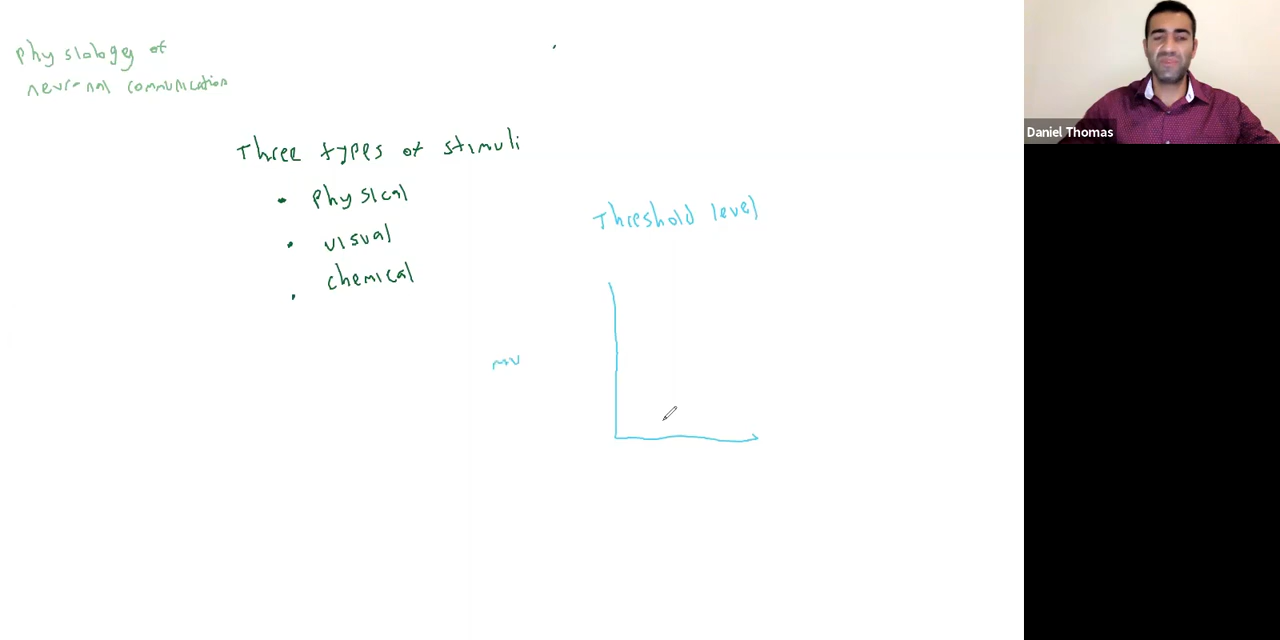 Physiology of
neuronal communication
Three types of stimuli
• physical
• visual
• chemical
Threshold level
mv
Daniel Thomas